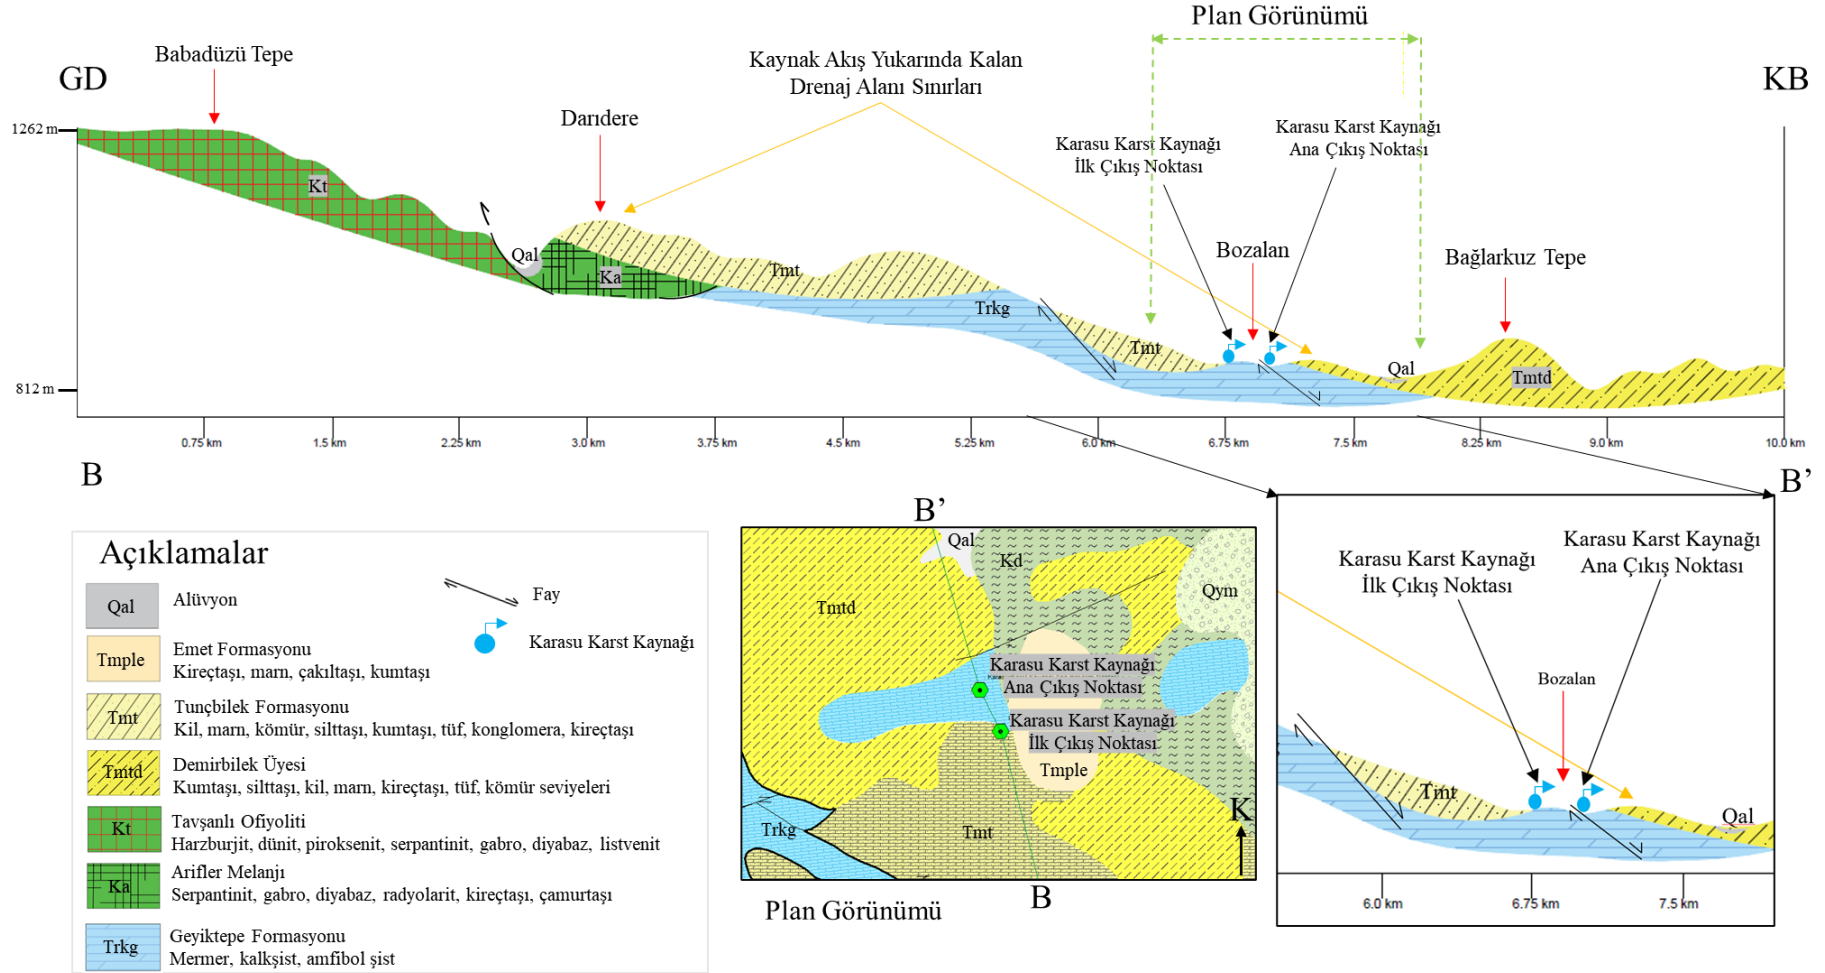 Plan Görünümü
GD
Babadüzü Tepe
Kaynak Akış Yukarında Kalan
Drenaj Alanı Sınırları
KB
1262 m
Darıdere
Karasu Karst Kaynağı
İlk Çıkış Noktası
Karasu Karst Kaynağı
Ana Çıkış Noktası
Kt
Qal
Ka
Tmt
Trkg
Bozalan
Bağlarkuz Tepe
Tmt
Qal
Tmtd
812 m
0.75 km
1.5 km
2.25 km
3.0 km
3.75 km
4.5 km
5.25 km
6.0 km
6.75 km
7.5 km
8.25 km
9.0 km
10.0 km
B
B’
Açıklamalar
Qal
Alüvyon
Tmple
Emet Formasyonu
Kireçtaşı, marn, çakıltaşı, kumtaşı
Tmt
Tunçbilek Formasyonu
Kil, marn, kömür, silttaşı, kumtaşı, tüf, konglomera, kireçtaşı
Tmtd
Demirbilek Üyesi
Kumtaşı, silttaşı, kil, marn, kireçtaşı, tüf, kömür seviyeleri
Kt
Tavşanlı Ofiyoliti
Harzburjit, dünit, piroksenit, serpantinit, gabro, diyabaz, listvenit
Ka
Arifler Melanjı
Serpantinit, gabro, diyabaz, radyolarit, kireçtaşı, çamurtaşı
Trkg
Geyiktepe Formasyonu
Mermer, kalkşist, amfibol şist
Fay
Karasu Karst Kaynağı
B’
Qal
Kd
Qym
Tmtd
Karasu Karst Kaynağı
Ana Çıkış Noktası
Karasu Karst Kaynağı
İlk Çıkış Noktası
Tmple
Trkg
Tmt
K
B
Plan Görünümü
Karasu Karst Kaynağı
İlk Çıkış Noktası
Karasu Karst Kaynağı
Ana Çıkış Noktası
Bozalan
Tmt
Qal
6.0 km
6.75 km
7.5 km